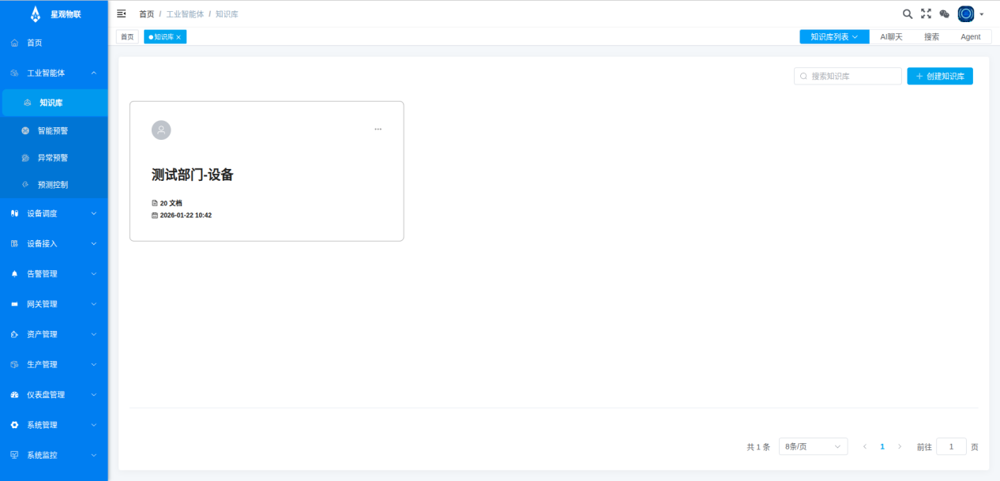 星观物联
首页 / 工业智能体 / 知识库
首页
知识库 ×
知识库列表
AI聊天
搜索
Agent
首页
工业智能体
知识库
智能预警
异常预警
预测控制
设备调度
设备接入
告警管理
网关管理
资产管理
生产管理
仪表盘管理
系统管理
系统监控
搜索知识库
+ 创建知识库
...
测试部门-设备
20 文档
2026-01-22 10:42
共 1 条
8条/页
< 1 >
前往 1 页